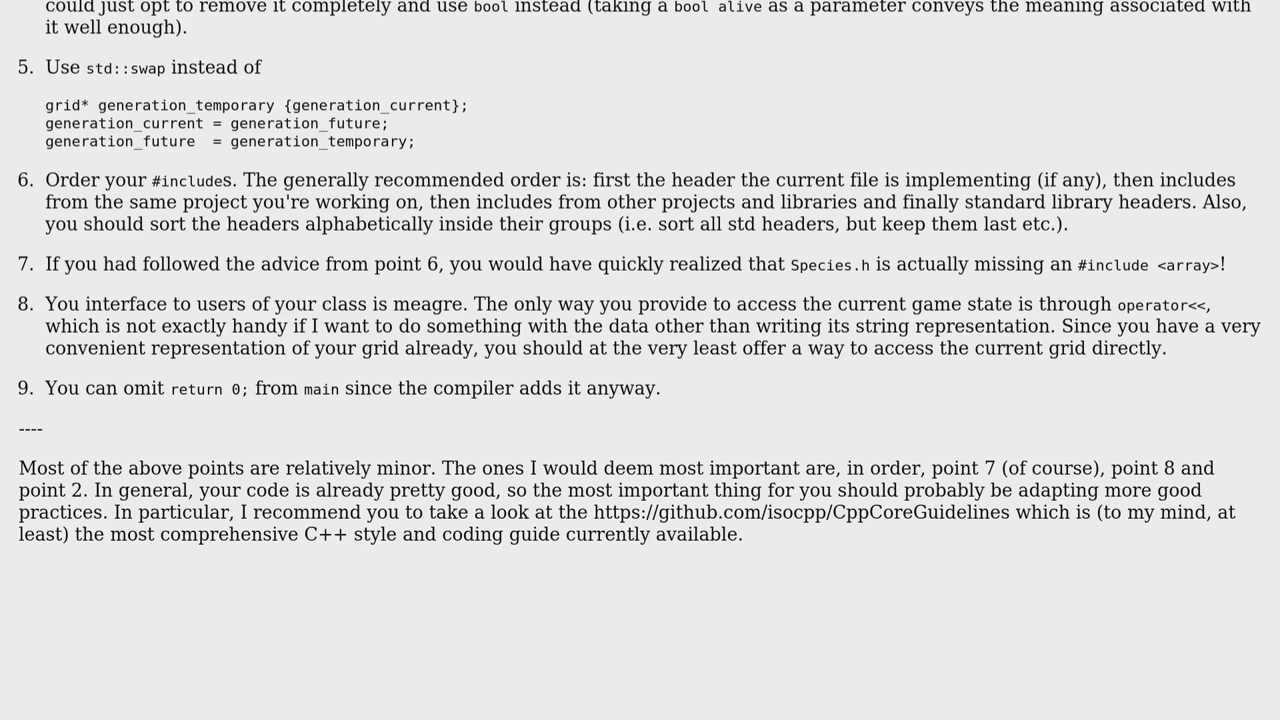 could just opt to remove it completely and use bool instead (taking a bool alive as a parameter conveys the meaning associated with
it well enough).
5. Use std::swap instead of
grid* generation_temporary {generation_current};
generation_current = generation_future;
generation_future  = generation_temporary;
6. Order your #includes. The generally recommended order is: first the header the current file is implementing (if any), then includes
from the same project you're working on, then includes from other projects and libraries and finally standard library headers. Also,
you should sort the headers alphabetically inside their groups (i.e. sort all std headers, but keep them last etc.).
7. If you had followed the advice from point 6, you would have quickly realized that Species.h is actually missing an #include <array>!
8. You interface to users of your class is meagre. The only way you provide to access the current game state is through operator<<,
which is not exactly handy if I want to do something with the data other than writing its string representation. Since you have a very
convenient representation of your grid already, you should at the very least offer a way to access the current grid directly.
9. You can omit return 0; from main since the compiler adds it anyway.
----
Most of the above points are relatively minor. The ones I would deem most important are, in order, point 7 (of course), point 8 and
point 2. In general, your code is already pretty good, so the most important thing for you should probably be adapting more good
practices. In particular, I recommend you to take a look at the https://github.com/isocpp/CppCoreGuidelines which is (to my mind, at
least) the most comprehensive C++ style and coding guide currently available.